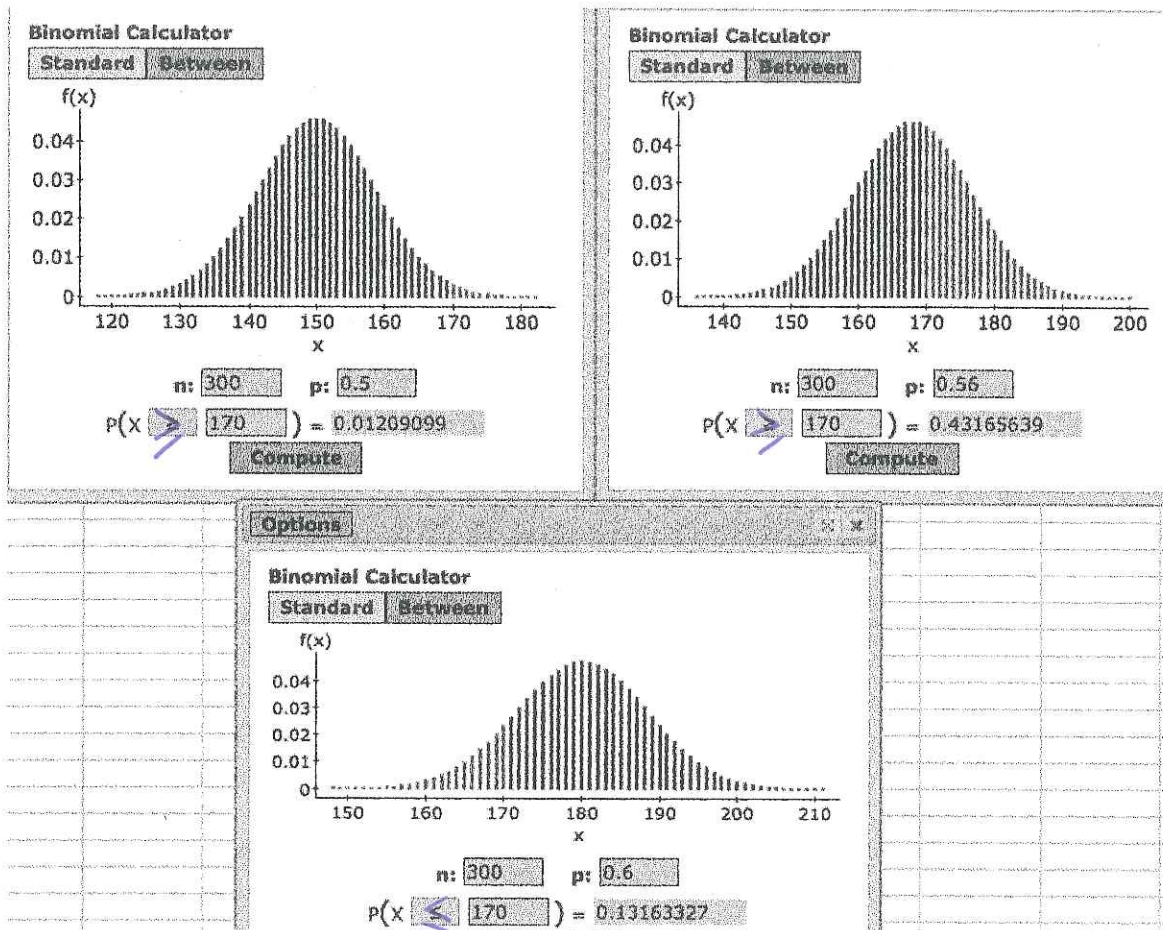 Binomial Calculator
Standard Between
f(x)
0.04
0.03
0.02
0.01
0
120 130 140 150 160 170 180
x
n: 300 p: 0.5
P(X ≥ 170 ) = 0.01209099
Compute
Binomial Calculator
Standard Between
f(x)
0.04
0.03
0.02
0.01
0
140 150 160 170 180 190 200
x
n: 300 p: 0.56
P(X ≥ 170 ) = 0.43165639
Compute
Options
Binomial Calculator
Standard Between
f(x)
0.04
0.03
0.02
0.01
0
150 160 170 180 190 200 210
x
n: 300 p: 0.6
P(X ≤ 170 ) = 0.13163327